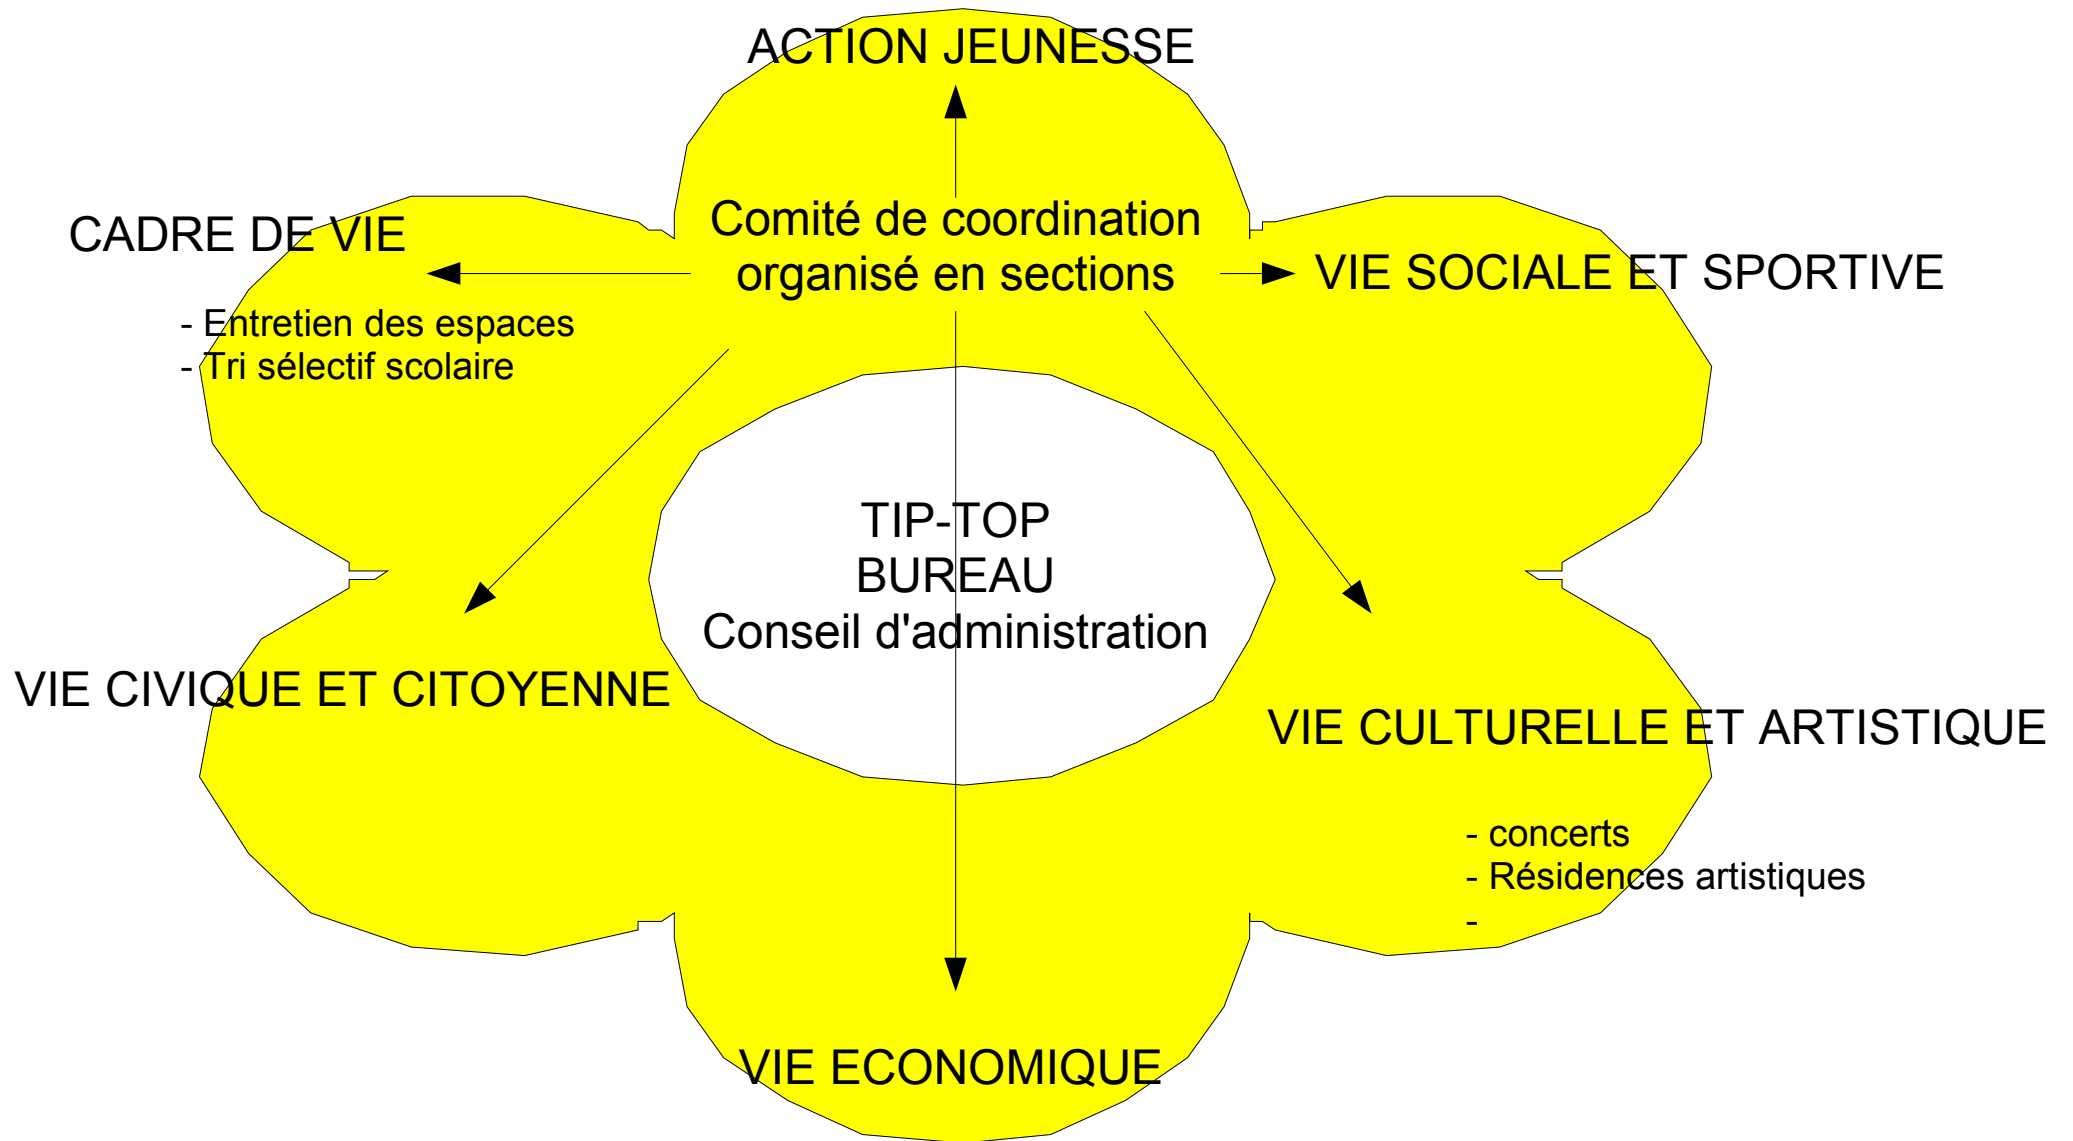 ACTION JEUNESSE
Comité de coordination
organisé en sections
CADRE DE VIE
- Entretien des espaces
- Tri sélectif scolaire
VIE SOCIALE ET SPORTIVE
TIP-TOP
BUREAU
Conseil d'administration
VIE CIVIQUE ET CITOYENNE
VIE CULTURELLE ET ARTISTIQUE
- concerts
- Résidences artistiques
-
VIE ECONOMIQUE